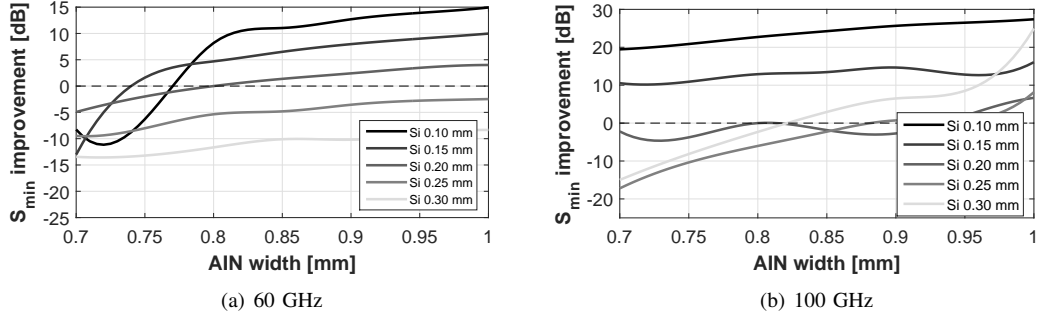 S_min improvement [dB]
15
10
5
0
-5
-10
-15
-20
-25
0.7 0.75 0.8 0.85 0.9 0.95 1
AlN width [mm]
Si 0.10 mm
Si 0.15 mm
Si 0.20 mm
Si 0.25 mm
Si 0.30 mm
(a) 60 GHz
S_min improvement [dB]
30
20
10
0
-10
-20
0.7 0.75 0.8 0.85 0.9 0.95 1
AlN width [mm]
Si 0.10 mm
Si 0.15 mm
Si 0.20 mm
Si 0.25 mm
Si 0.30 mm
(b) 100 GHz